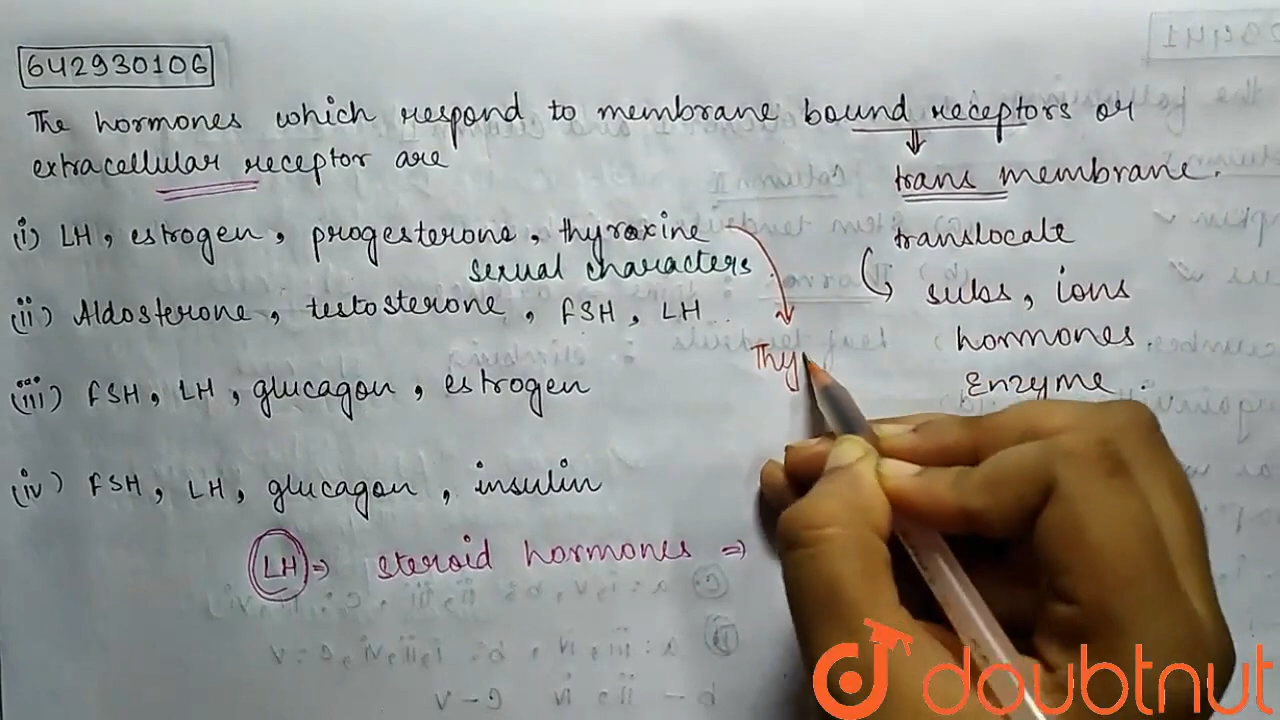 642930106
The hormones which respond to membrane bound receptors or
extracellular receptor are
⇓
trans membrane.
translocate
subs, ions
hormones.
Enzyme.
(i) LH, estrogen, progesterone, thyroxine
sexual characters
(ii) Aldosterone, testosterone, FSH, LH
Thy
(iii) FSH, LH, glucagon, estrogen
(iv) FSH, LH, glucagon, insulin
LH ⇒ steroid hormones ⇒
doubtnut